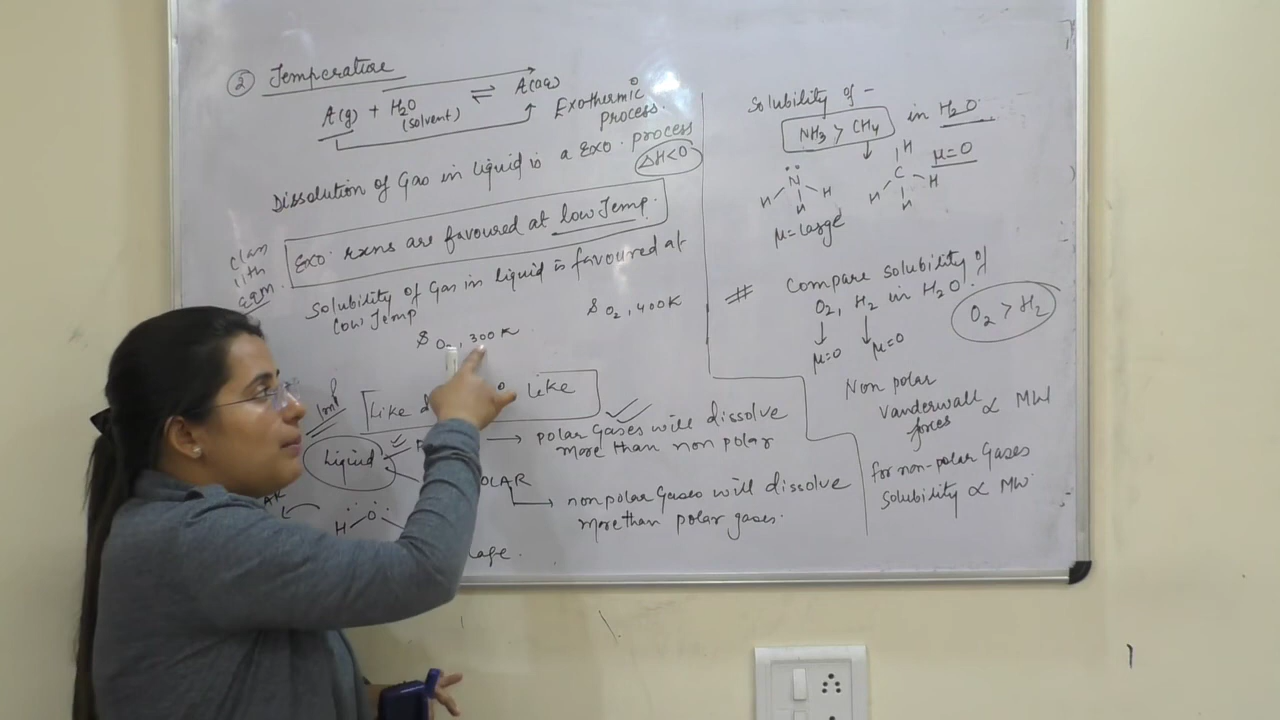 ② Temperature
A(g) + H2O ⇌ A(aq)
(solvent)
Exothermic
process.
Dissolution of Gas in Liquid is a Exo. process
ΔH<0
Exo. rxns are favoured at low Temp.
class
11th
eqm.
Solubility of Gas in liquid is favoured at
Low Temp
S O2, 300K
S O2, 400K
Imp
Like
Like
Liquid
polar Gases will dissolve
more than non polar
OLAR
nonpolar Gases will dissolve
more than polar gases.
H O
Solubility of -
NH3 > CH4 in H2O.
N H H H
μ=large
H C H H H
μ=0
# Compare solubility of
O2, H2 in H2O.
O2 > H2
μ=0 μ=0
Non polar
Vanderwall ∝ MW
forces
for non-polar Gases
Solubility ∝ MW.